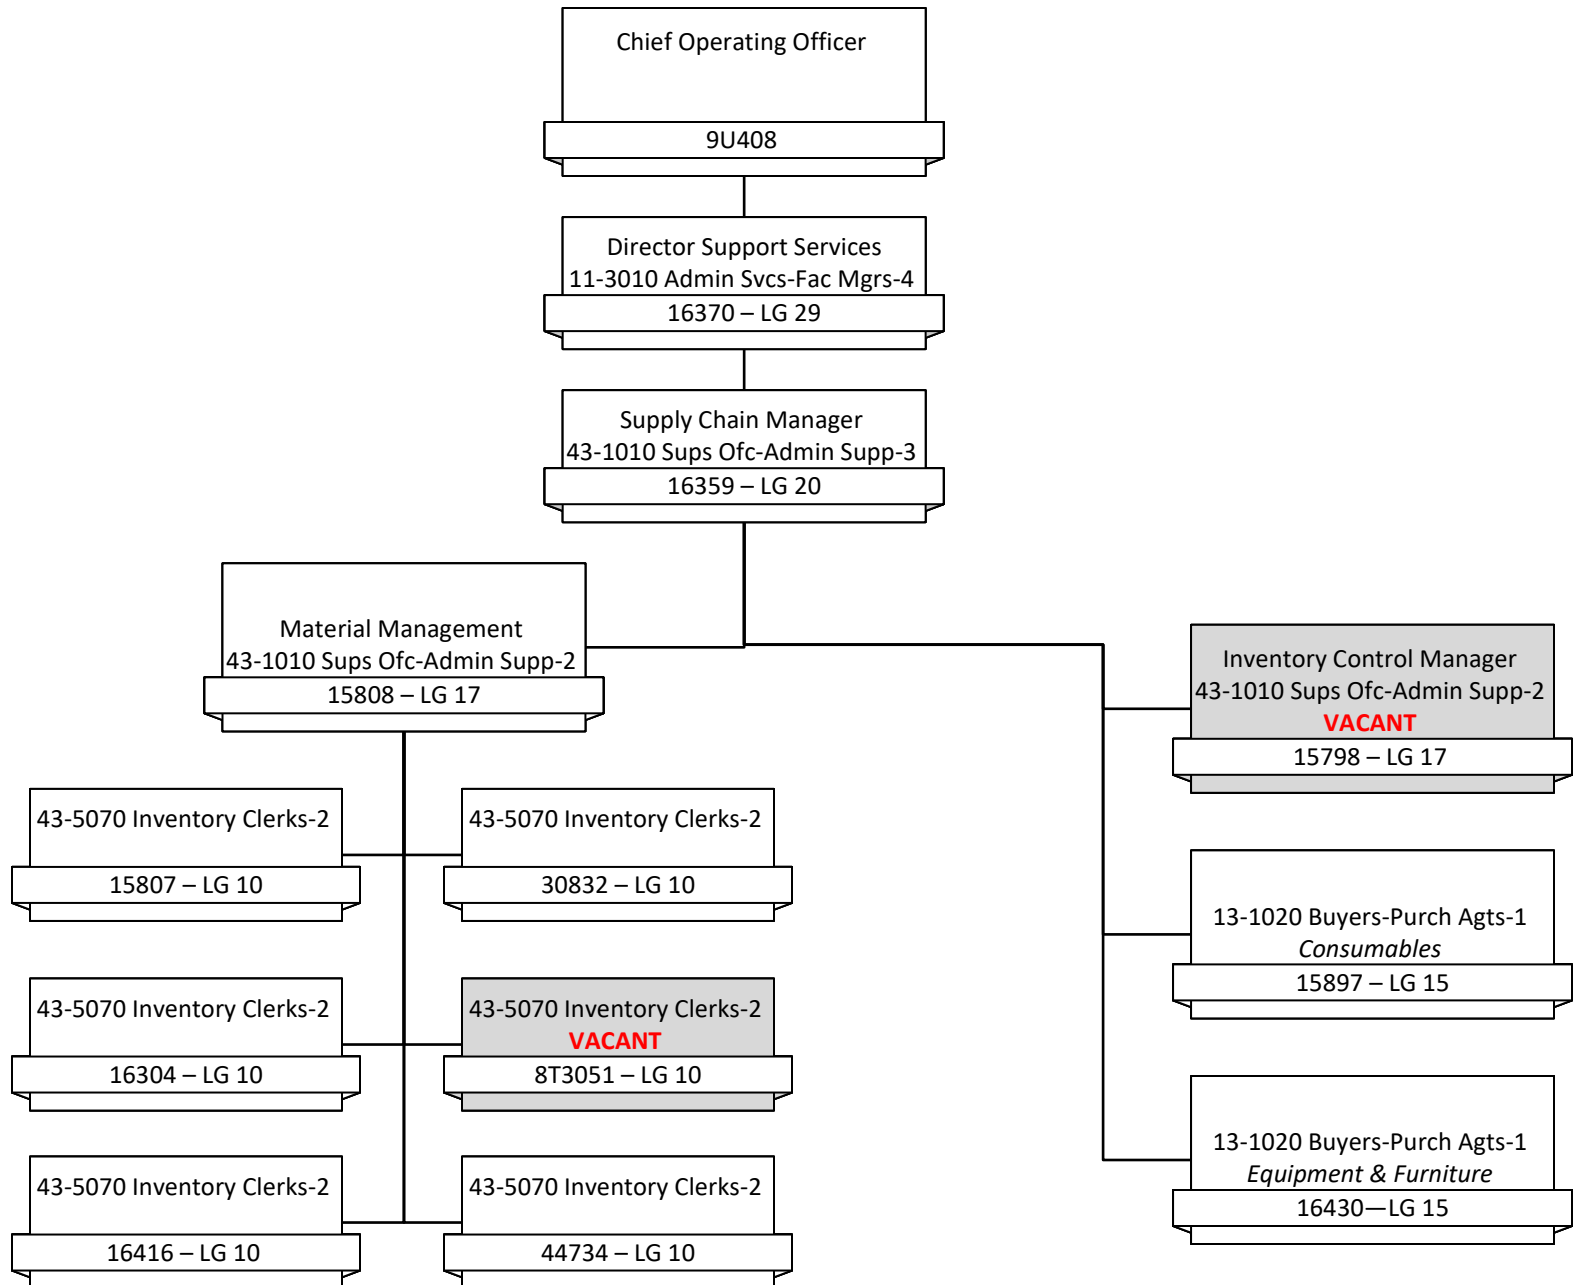 Chief Operating Officer
9U408
Director Support Services
11-3010 Admin Svcs-Fac Mgrs-4
16370 – LG 29
Supply Chain Manager
43-1010 Sups Ofc-Admin Supp-3
16359 – LG 20
Material Management
43-1010 Sups Ofc-Admin Supp-2
15808 – LG 17
43-5070 Inventory Clerks-2
15807 – LG 10
43-5070 Inventory Clerks-2
30832 – LG 10
43-5070 Inventory Clerks-2
16304 – LG 10
43-5070 Inventory Clerks-2
VACANT
8T3051 – LG 10
43-5070 Inventory Clerks-2
16416 – LG 10
43-5070 Inventory Clerks-2
44734 – LG 10
Inventory Control Manager
43-1010 Sups Ofc-Admin Supp-2
VACANT
15798 – LG 17
13-1020 Buyers-Purch Agts-1
Consumables
15897 – LG 15
13-1020 Buyers-Purch Agts-1
Equipment & Furniture
16430—LG 15